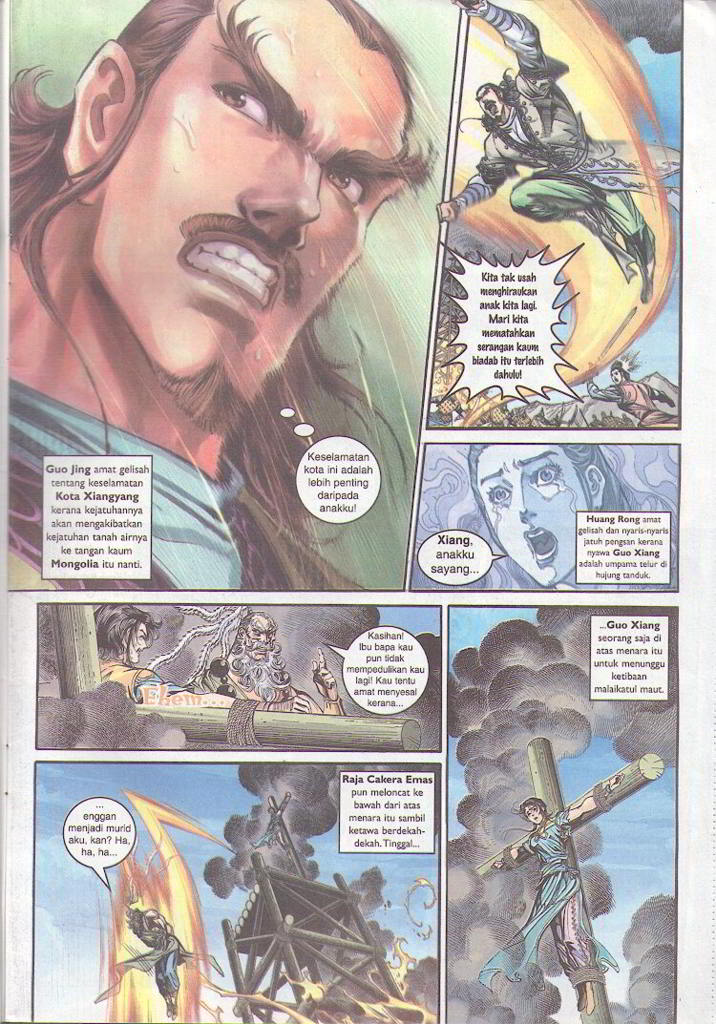 Guo Jing amat gelisah
tentang keselamatan
Kota Xiangyang
kerana kejatuhannya
akan mengakibatkan
kejatuhan tanah airnya
ke tangan kaum
Mongolia itu nanti.
Keselamatan
kota ini adalah
lebih penting
daripada
anakku!
Kita tak usah
menghiraukan
anak kita lagi.
Mari kita
mematahkan
serangan kaum
biadab itu terlebih
dahulu!
Xiang,
anakku
sayang...
Huang Rong amat
gelisah dan nyaris-nyaris
jatuh pengsan kerana
nyawa Guo Xiang
adalah umpama telur di
hujung tanduk.
Ehem...
Kasihan!
Ibu bapa kau
pun tidak
mempedulikan kau
lagi! Kau tentu
amat menyesal
kerana...
...
enggan
menjadi murid
aku, kan? Ha,
ha, ha...
Raja Cakera Emas
pun meloncat ke
bawah dari atas
menara itu sambil
ketawa berdekah-
dekah. Tinggal...
...Guo Xiang
seorang saja di
atas menara itu
untuk menunggu
ketibaan
malaikatul maut.